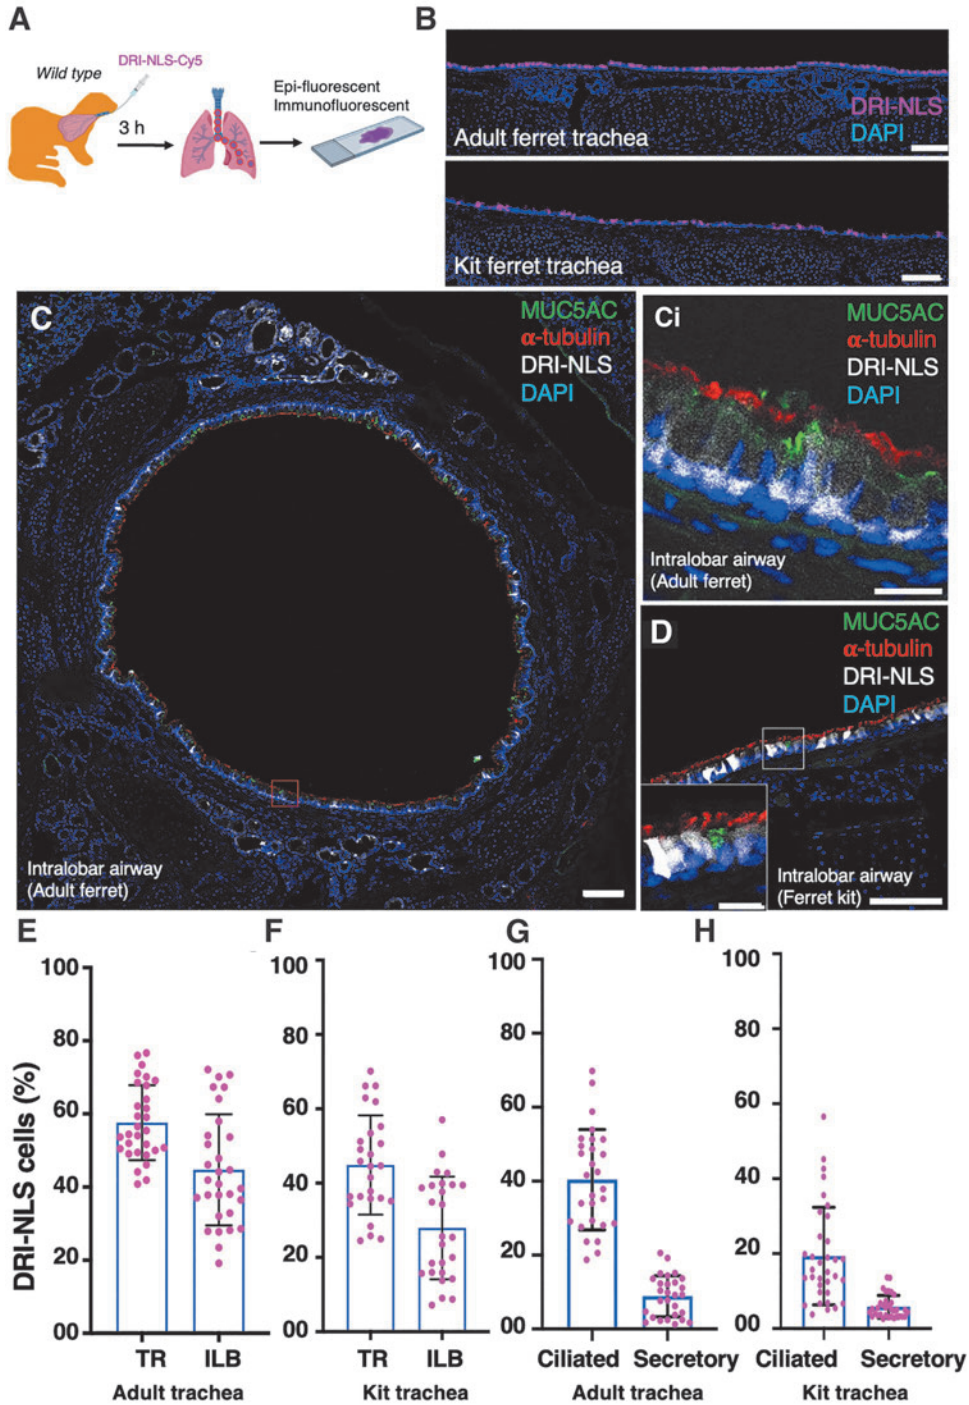 A
Wild type
DRI-NLS-Cy5
3 h
Epi-fluorescent
Immunofluorescent
B
DRI-NLS
DAPI
Adult ferret trachea
Kit ferret trachea
C
MUC5AC
α-tubulin
DRI-NLS
DAPI
Intralobar airway
(Adult ferret)
Ci
MUC5AC
α-tubulin
DRI-NLS
DAPI
Intralobar airway
(Adult ferret)
D
MUC5AC
α-tubulin
DRI-NLS
DAPI
Intralobar airway
(Ferret kit)
E
DRI-NLS cells (%)
100
80
60
40
20
00
TR ILB
Adult trachea
F
100
80
60
40
20
00
TR ILB
Kit trachea
G
100
80
60
40
20
00
Ciliated Secretory
Adult trachea
H
100
80
60
40
20
00
Ciliated Secretory
Kit trachea